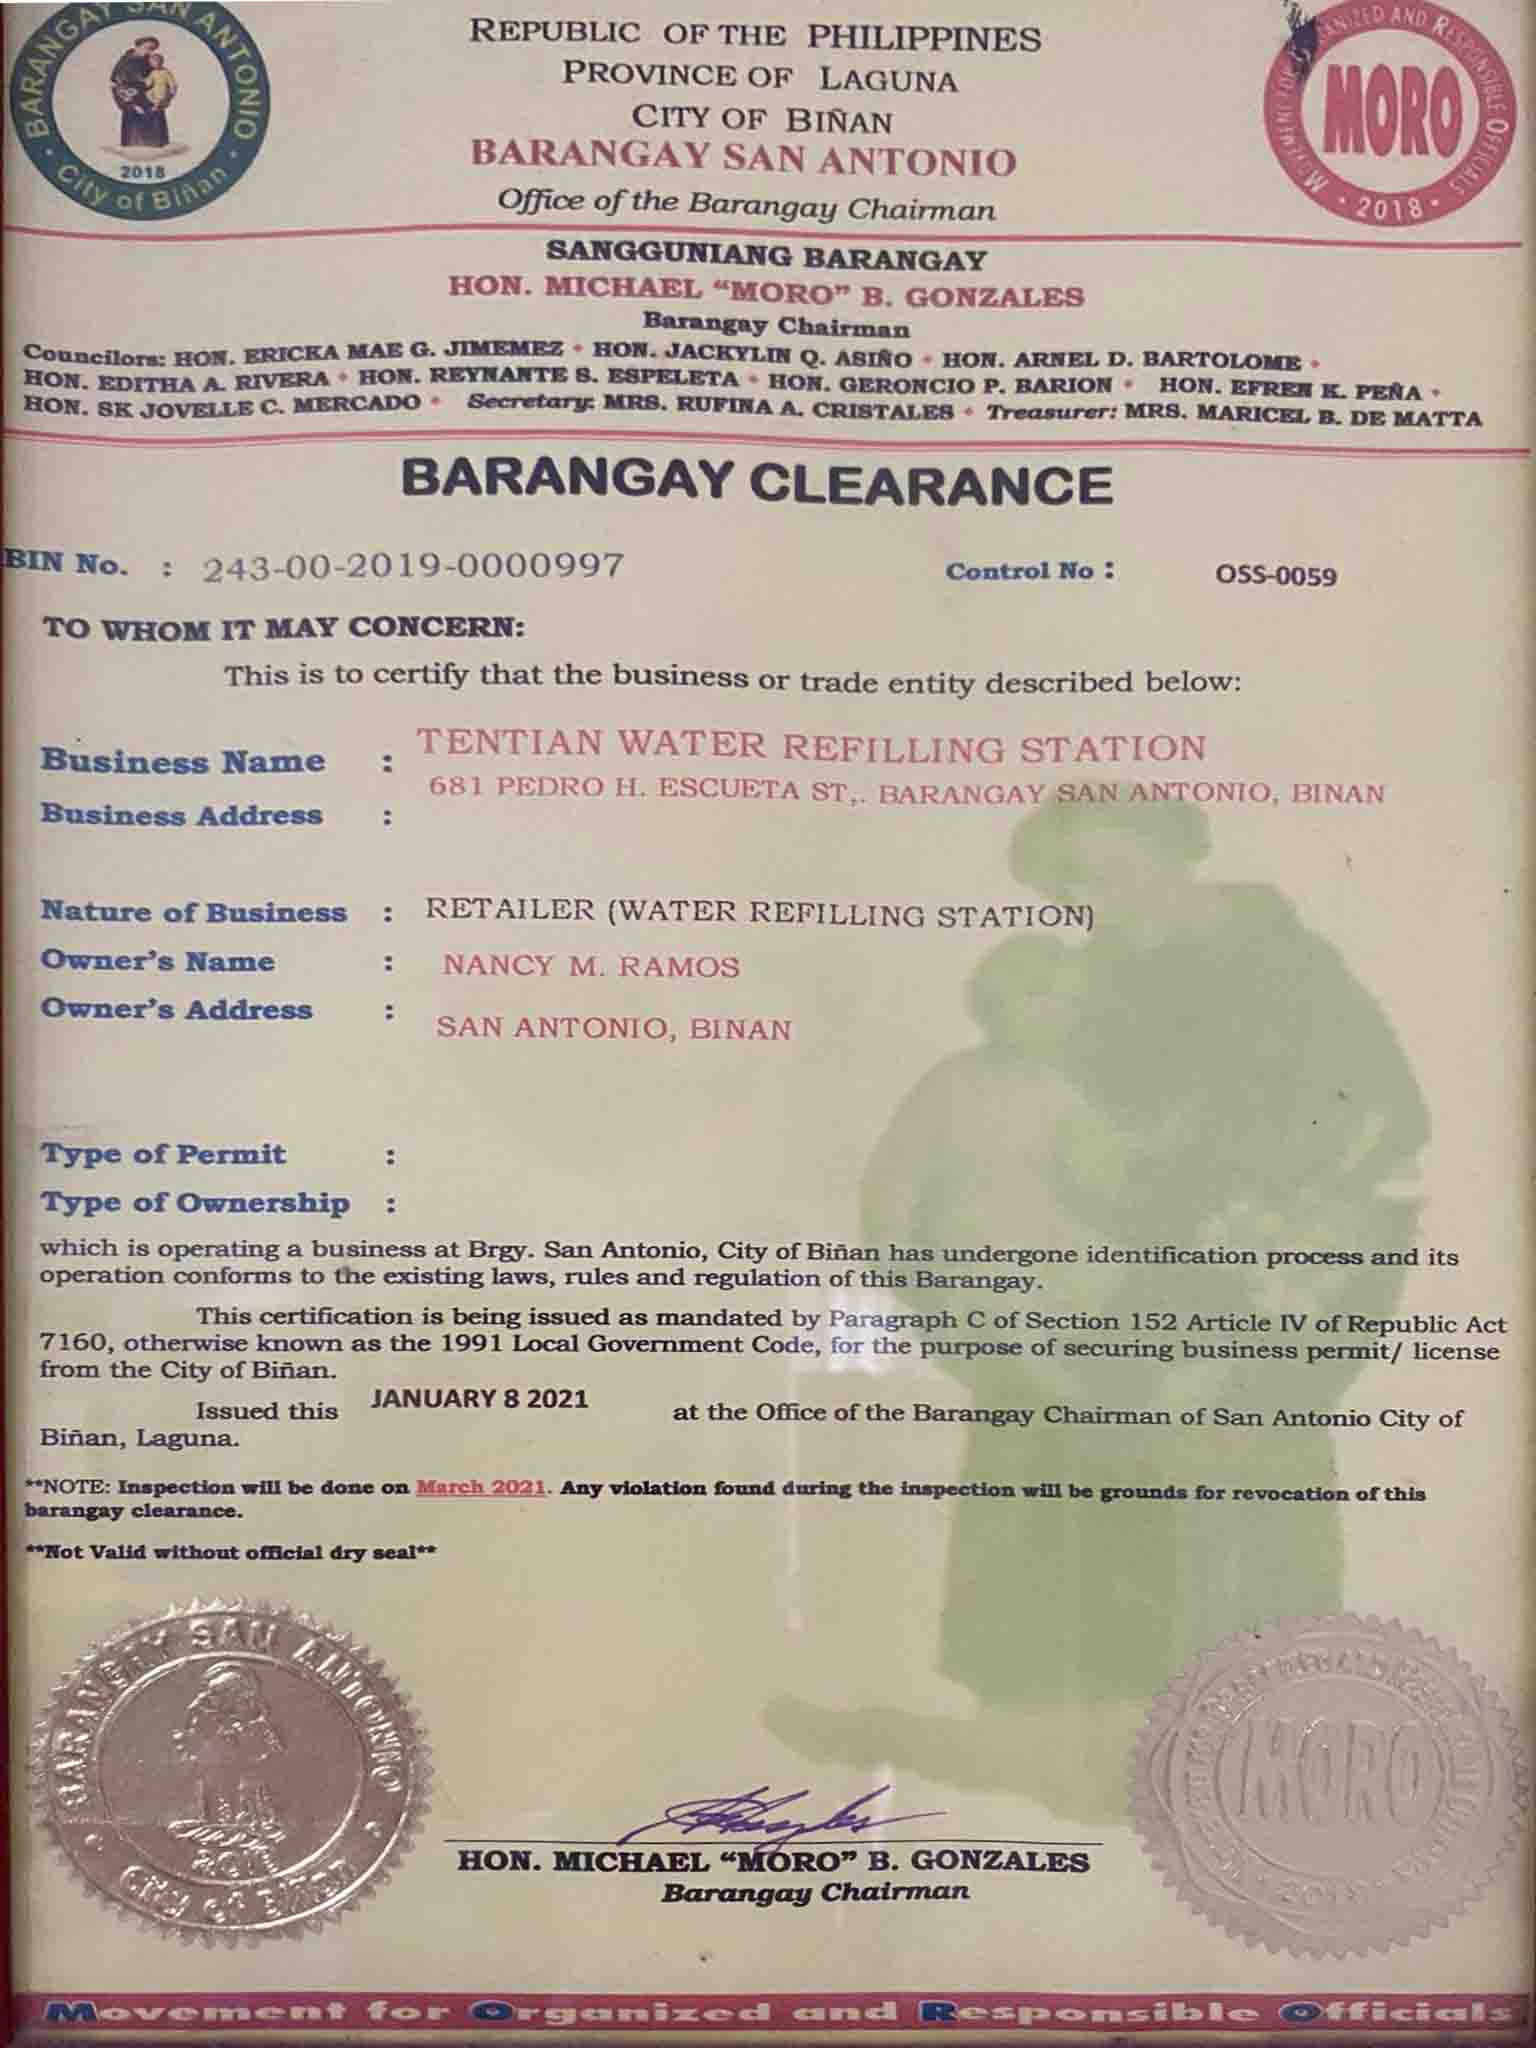 BARANGAY SAN ANTONIO
2018
City of Biñan
REPUBLIC OF THE PHILIPPINES
PROVINCE OF LAGUNA
CITY OF BIÑAN
BARANGAY SAN ANTONIO
Office of the Barangay Chairman
MORO
2018
SANGGUNIANG BARANGAY
HON. MICHAEL “MORO” B. GONZALES
Barangay Chairman
Councilors: HON. ERICKA MAE G. JIMEMEZ • HON. JACKYLIN Q. ASIÑO • HON. ARNEL D. BARTOLOME •
HON. EDITHA A. RIVERA • HON. REYNANTE S. ESPELETA • HON. GERONCIO P. BARION • HON. EFREN K. PEÑA •
HON. SK JOVELLE C. MERCADO • Secretary: MRS. RUFINA A. CRISTALES • Treasurer: MRS. MARICEL B. DE MATTA
BARANGAY CLEARANCE
BIN No. : 243-00-2019-0000997 Control No : OSS-0059
TO WHOM IT MAY CONCERN:
This is to certify that the business or trade entity described below:
Business Name : TENTIAN WATER REFILLING STATION
681 PEDRO H. ESCUETA ST,. BARANGAY SAN ANTONIO, BINAN
Business Address :
Nature of Business : RETAILER (WATER REFILLING STATION)
Owner’s Name : NANCY M. RAMOS
Owner’s Address : SAN ANTONIO, BINAN
Type of Permit :
Type of Ownership :
which is operating a business at Brgy. San Antonio, City of Biñan has undergone identification process and its
operation conforms to the existing laws, rules and regulation of this Barangay.
This certification is being issued as mandated by Paragraph C of Section 152 Article IV of Republic Act
7160, otherwise known as the 1991 Local Government Code, for the purpose of securing business permit/ license
from the City of Biñan.
Issued this JANUARY 8 2021 at the Office of the Barangay Chairman of San Antonio City of
Biñan, Laguna.
**NOTE: Inspection will be done on March 2021. Any violation found during the inspection will be grounds for revocation of this
barangay clearance.
**Not Valid without official dry seal**
BARANGAY SAN ANTONIO
City of Biñan
MORO
HON. MICHAEL “MORO” B. GONZALES
Barangay Chairman
Movement for Organized and Responsible Officials